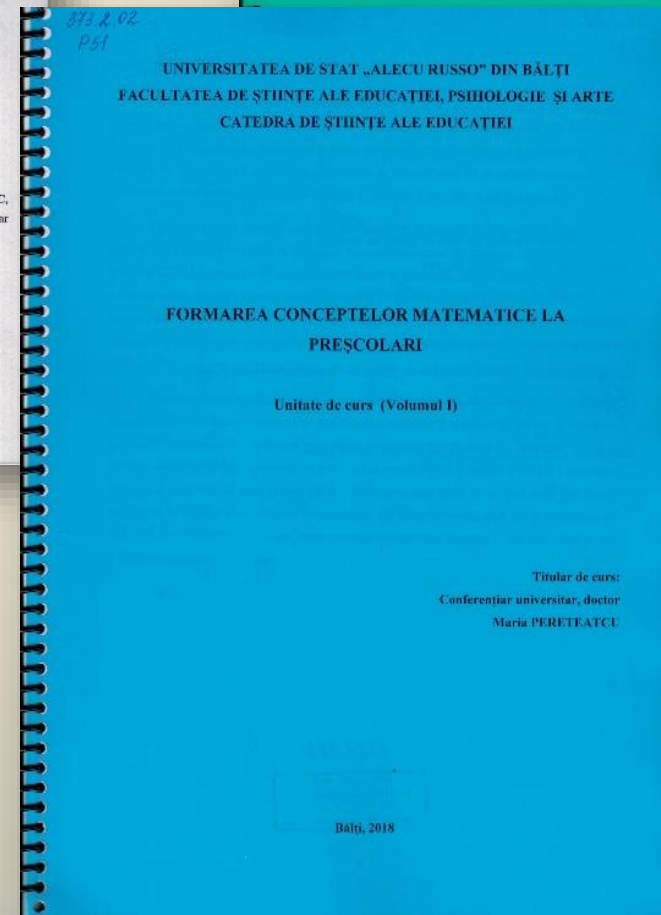 373.2.02
P51
UNIVERSITATEA DE STAT „ALECU RUSSO” DIN BĂLȚI
FACULTATEA DE ȘTIINȚE ALE EDUCAȚIEI, PSIHOLOGIE ȘI ARTE
CATEDRA DE ȘTIINȚE ALE EDUCAȚIEI
FORMAREA CONCEPTELOR MATEMATICE LA
PREȘCOLARI
Unitate de curs (Volumul I)
Titular de curs:
Conferențiar universitar, doctor
Maria PERETEATCU
Bălți, 2018